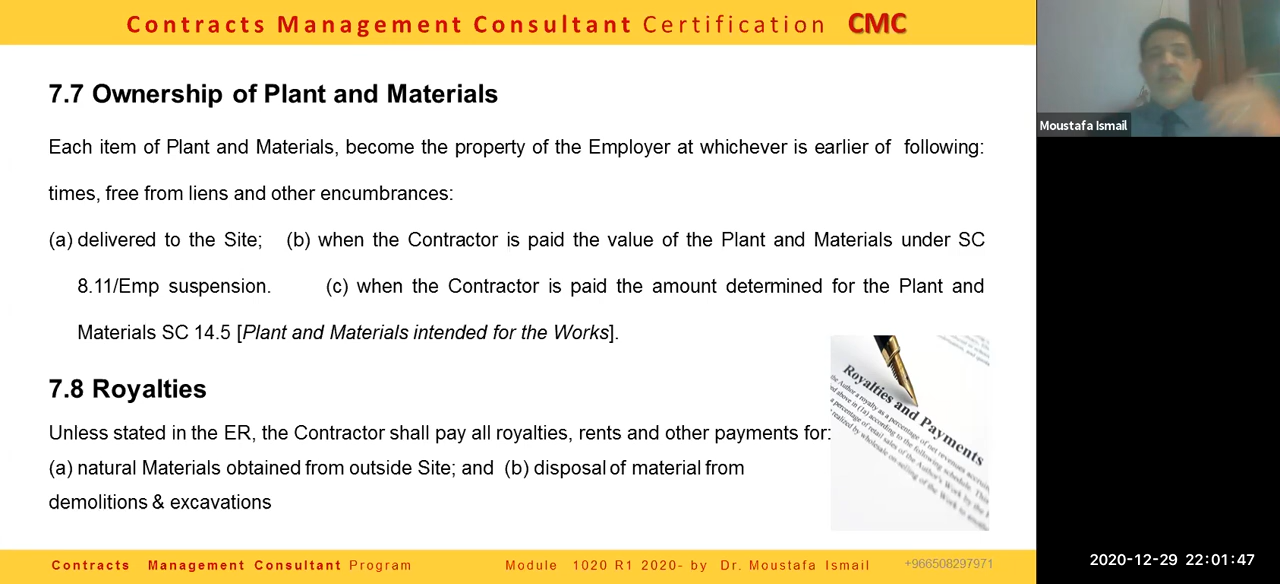 Contracts Management Consultant Certification CMC
7.7 Ownership of Plant and Materials
Each item of Plant and Materials, become the property of the Employer at whichever is earlier of following:
times, free from liens and other encumbrances:
(a) delivered to the Site; (b) when the Contractor is paid the value of the Plant and Materials under SC
8.11/Emp suspension. (c) when the Contractor is paid the amount determined for the Plant and
Materials SC 14.5 [Plant and Materials intended for the Works].
7.8 Royalties
Unless stated in the ER, the Contractor shall pay all royalties, rents and other payments for:
(a) natural Materials obtained from outside Site; and (b) disposal of material from
demolitions & excavations
Royalties and Payments
Contracts Management Consultant Program
Module 1020 R1 2020- by Dr. Moustafa Ismail
+966508297971
Moustafa Ismail
2020-12-29 22:01:47